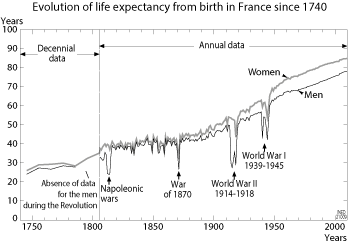 Evolution of life expectancy from birth in France since 1740
Years
100
90
80
70
60
50
40
30
20
10
0
Decennial
data
Annual data
Women
Men
Absence of data
for the men
during the Revolution
Napoleonic
wars
War
of 1870
World War II
1914-1918
World War I
1939-1945
INED
1750
1800
1850
1900
1950
2000
Years